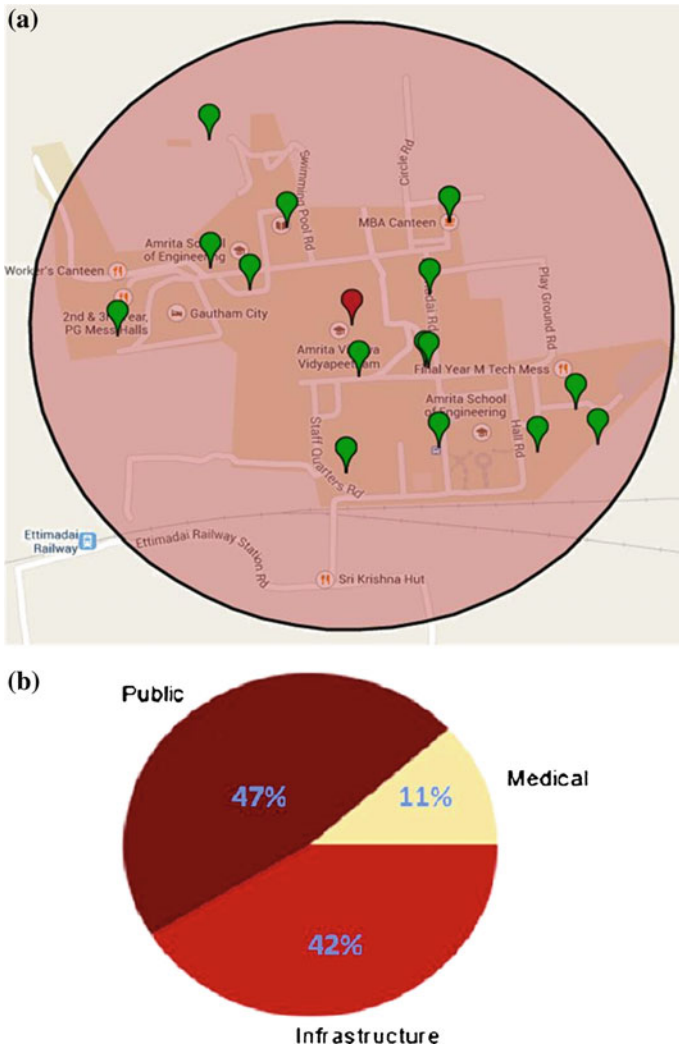 (a)
Swimming Pool Rd
Circle Rd
MBA Canteen
Amrita School
of Engineering
Worker's Canteen
Play Ground Rd
2nd & 3rd Year,
PG Mess Halls
Gautham City
Amrita
Vidyapeetham
Final Year M Tech Mess
Amrita School
of Engineering
Hall Rd
Staff Quarters Rd
Ettimadai
Railway
Ettimadai Railway Station Rd
Sri Krishna Hut
(b)
Public
47%
Medical
11%
42%
Infrastructure